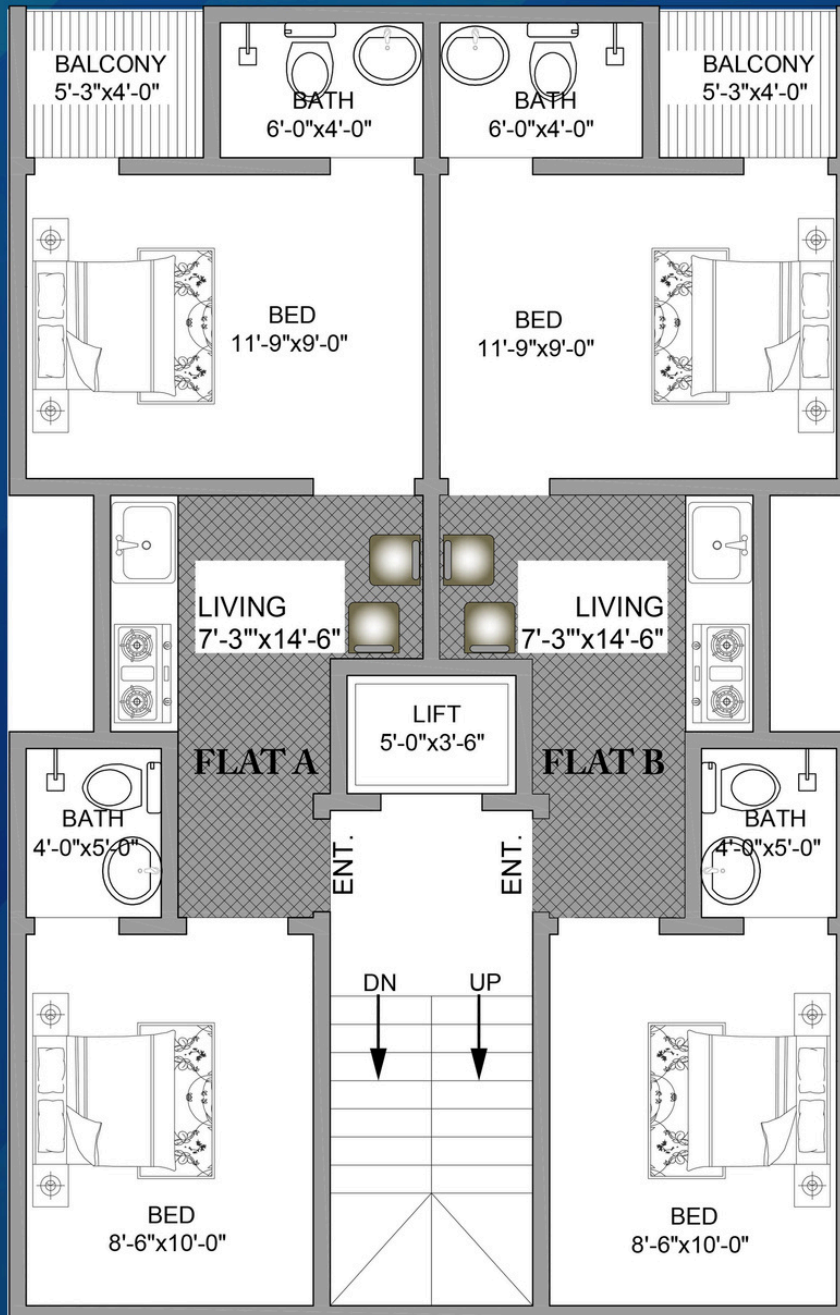 BALCONY
5'-3"x4'-0"
BATH
6'-0"x4'-0"
BATH
6'-0"x4'-0"
BALCONY
5'-3"x4'-0"
BED
11'-9"x9'-0"
BED
11'-9"x9'-0"
LIVING
7'-3'"x14'-6"
LIVING
7'-3'"x14'-6"
LIFT
5'-0"x3'-6"
FLAT A
FLAT B
BATH
4'-0"x5'-0"
ENT.
ENT.
BATH
4'-0"x5'-0"
DN
UP
BED
8'-6"x10'-0"
BED
8'-6"x10'-0"